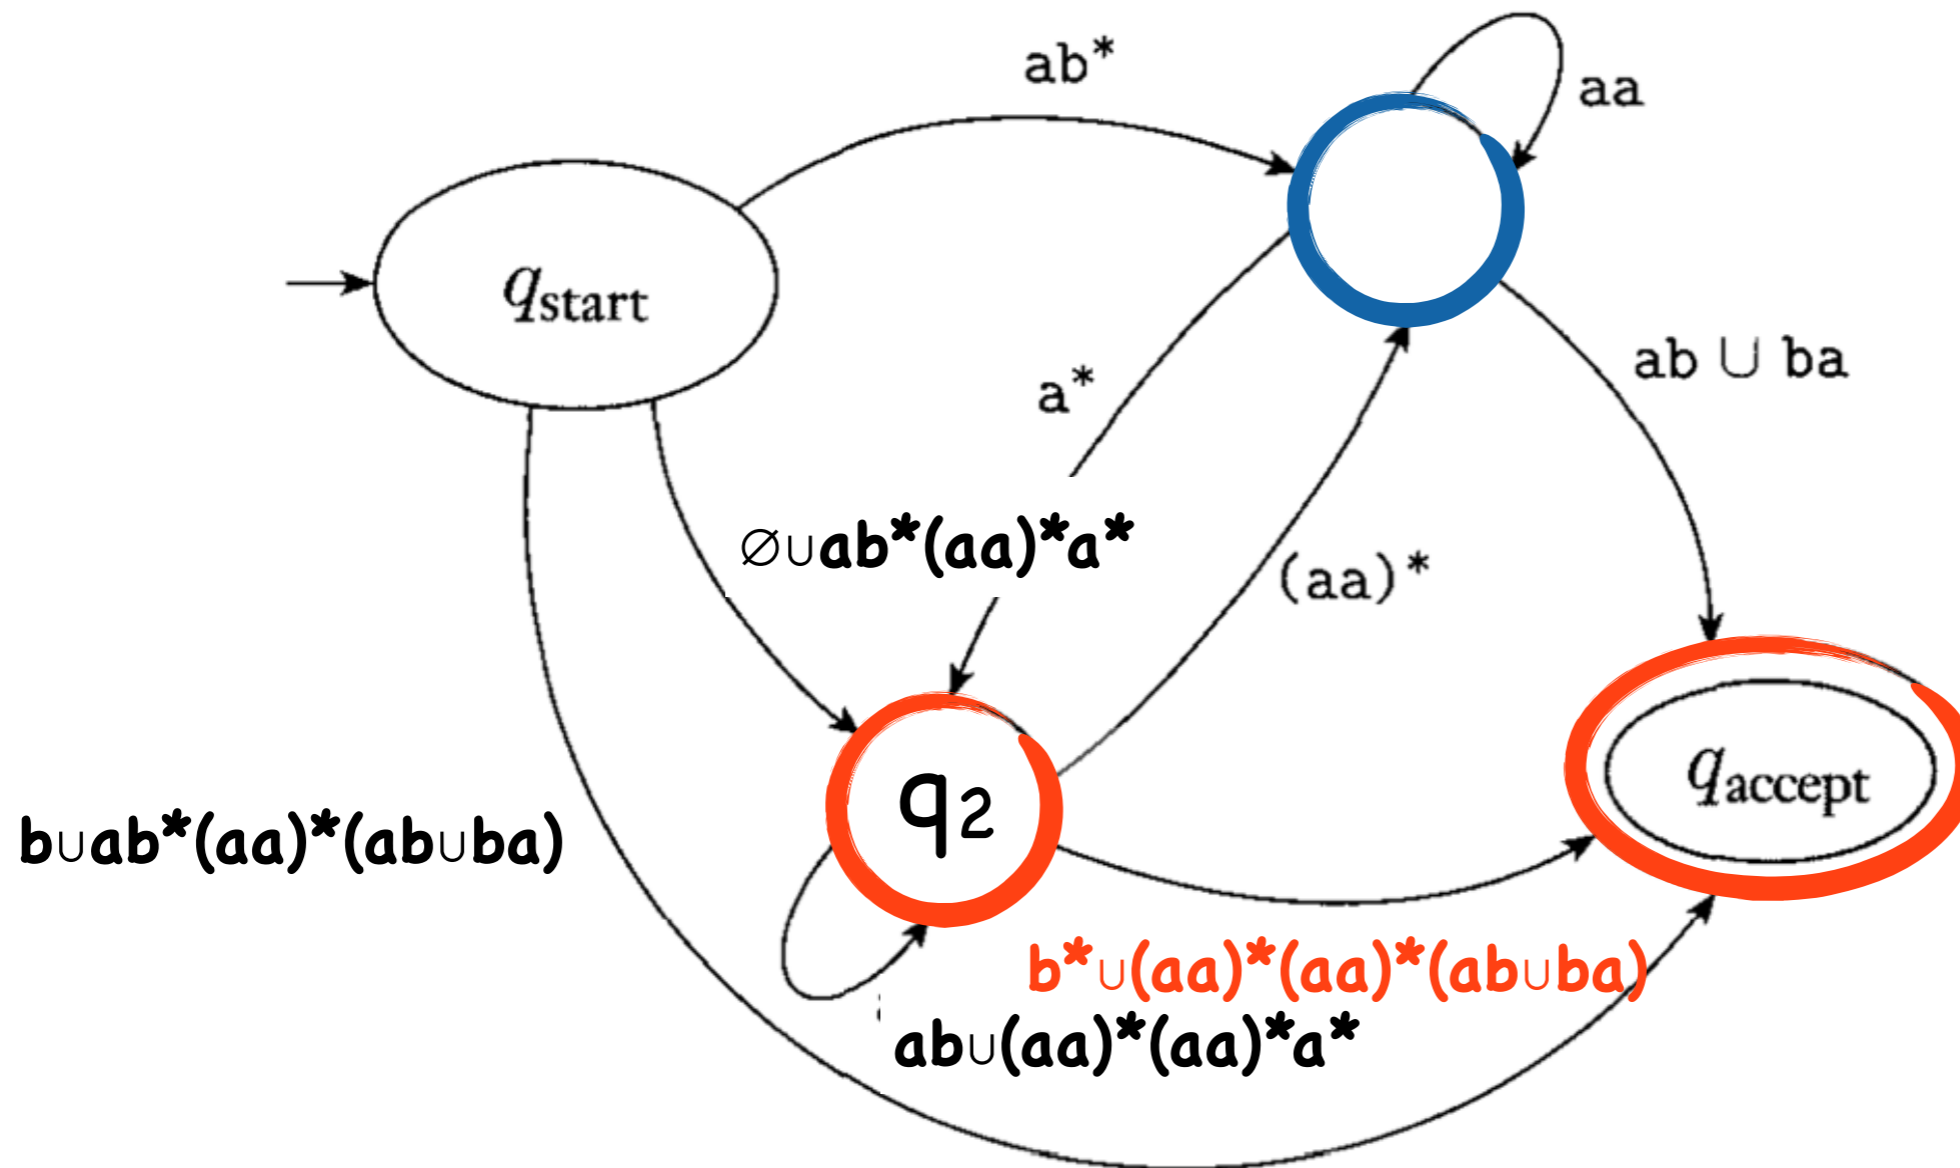 ab*
aa
qstart
ab ∪ ba
a*
∅∪ab*(aa)*a*
(aa)*
qaccept
q2
b∪ab*(aa)*(ab∪ba)
b*∪(aa)*(aa)*(ab∪ba)
ab∪(aa)*(aa)*a*